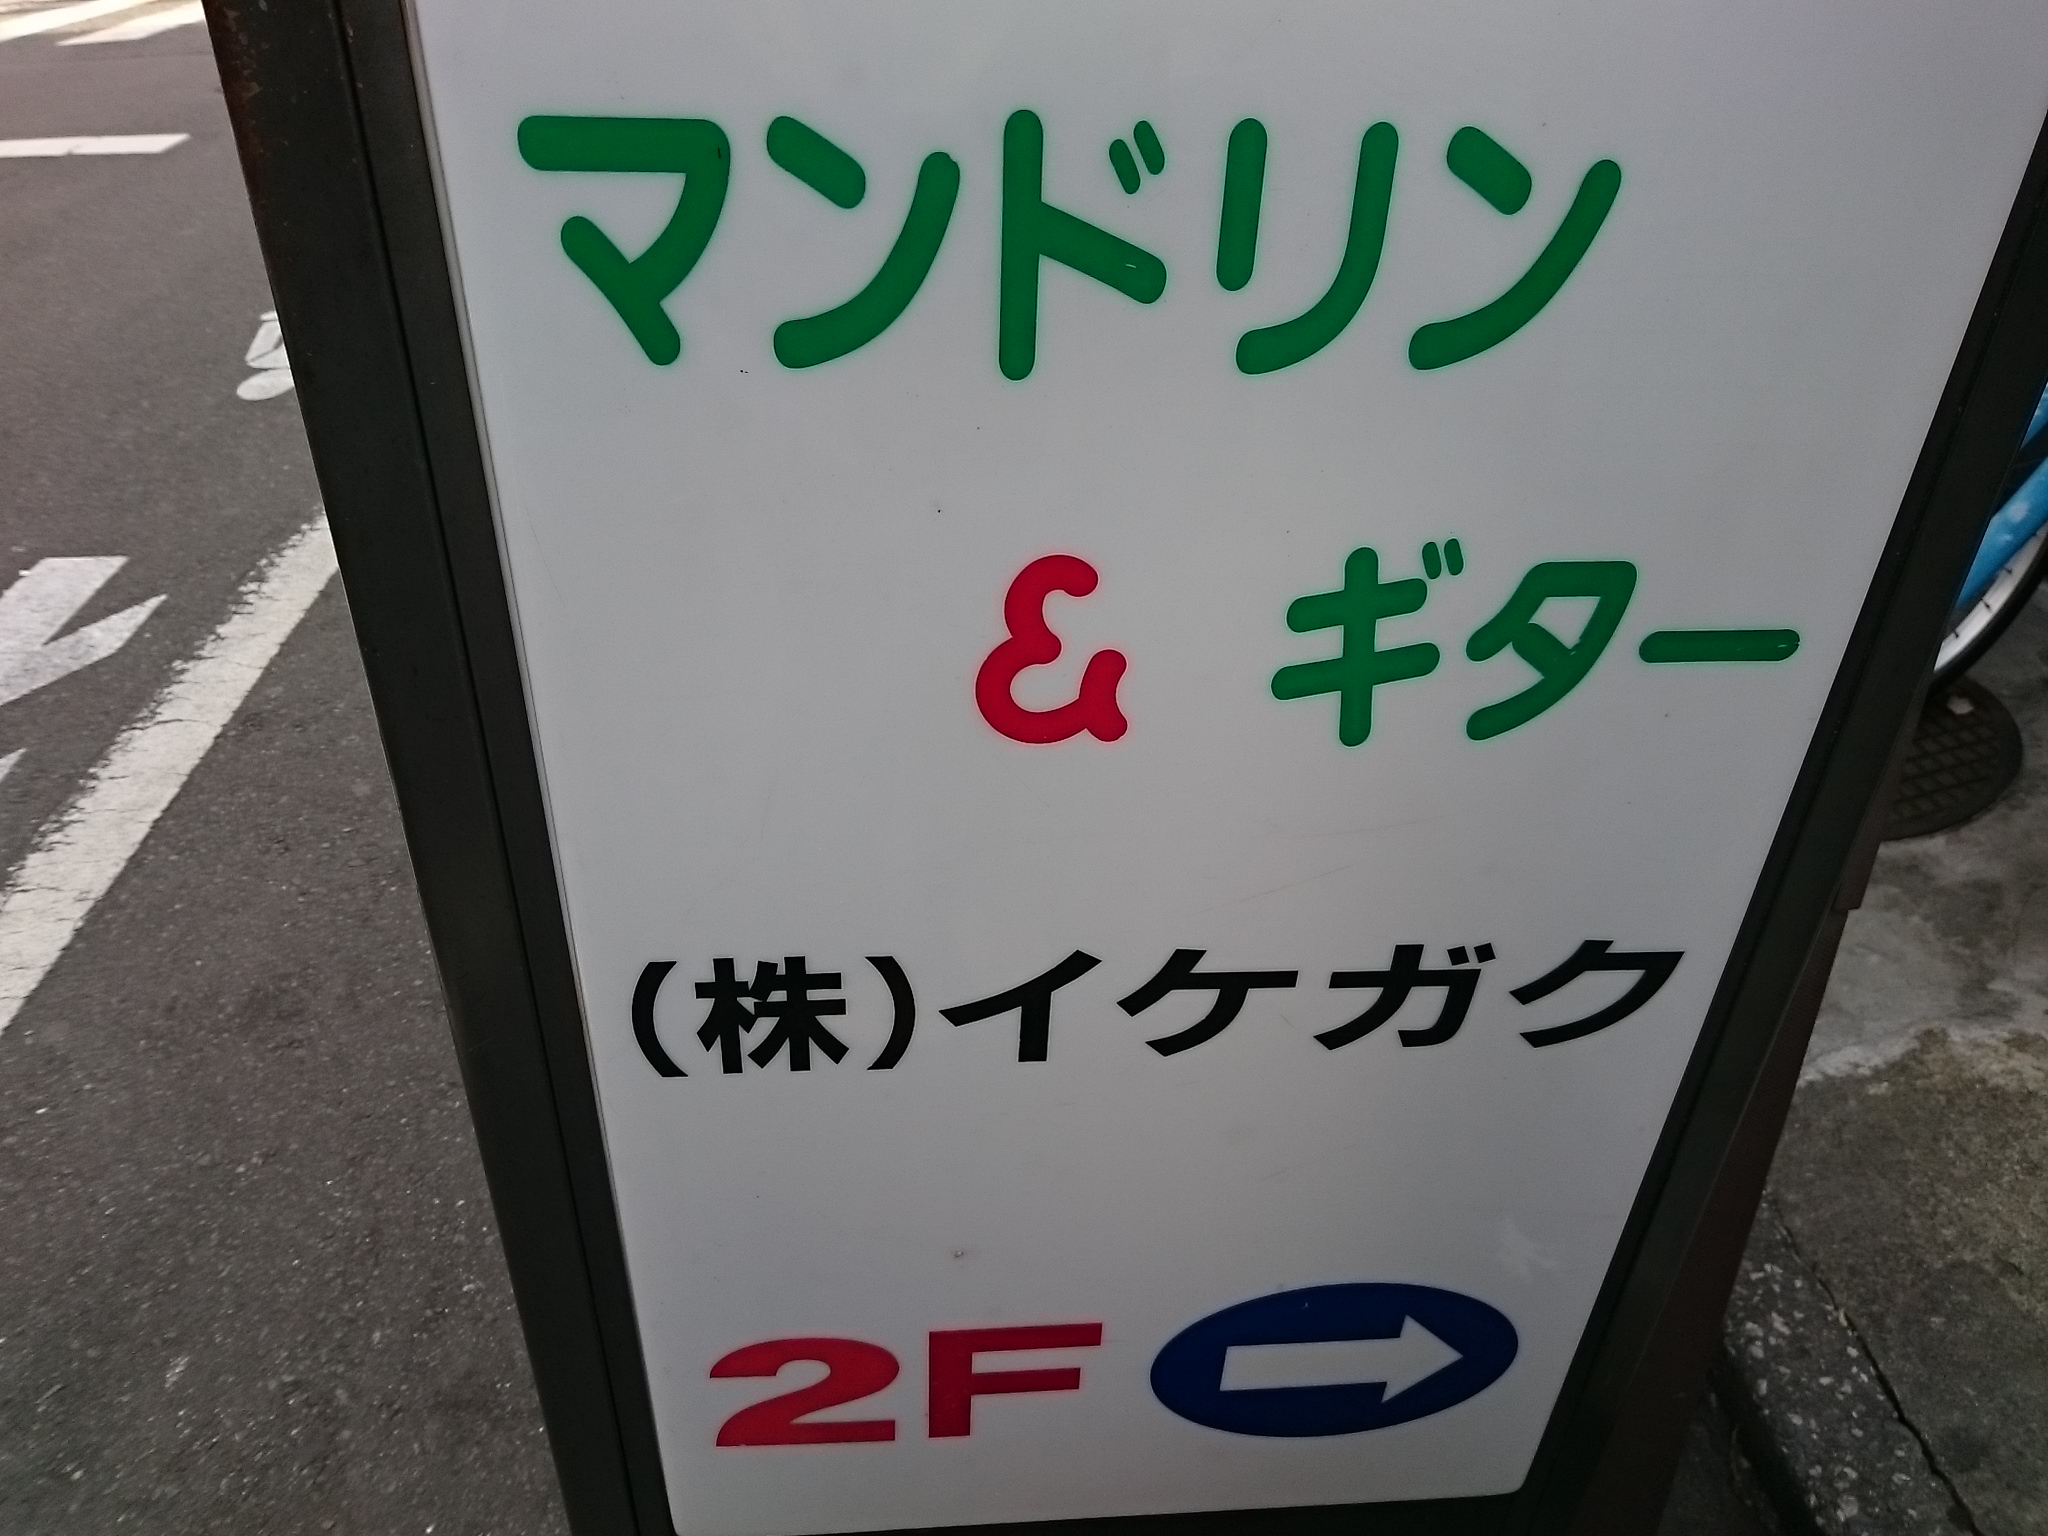 マンドリン
& ギター
(株)イケガク
2F